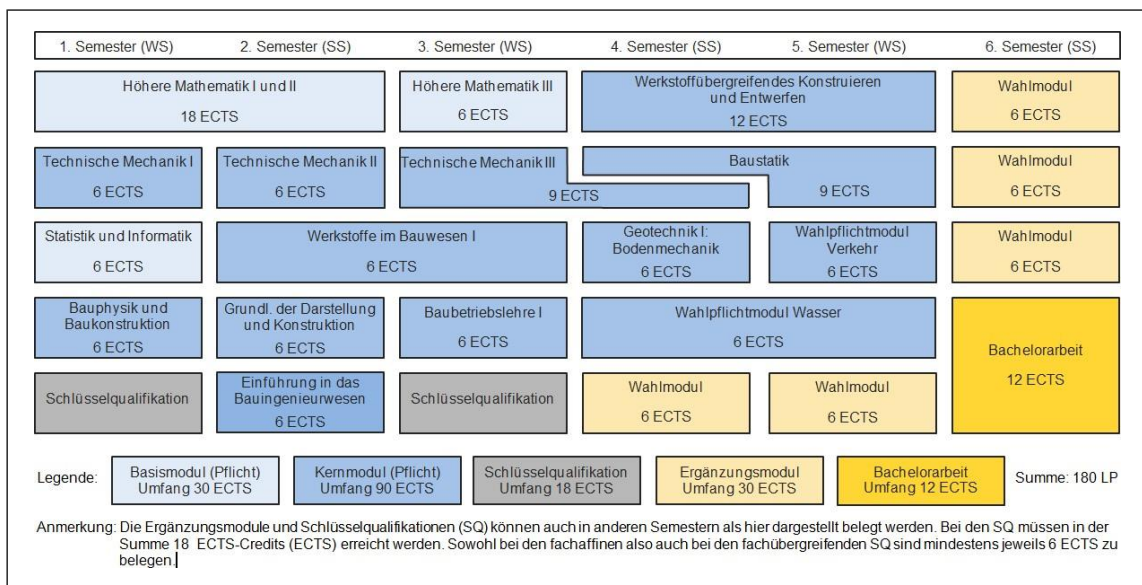 1. Semester (WS)
2. Semester (SS)
3. Semester (WS)
4. Semester (SS)
5. Semester (WS)
6. Semester (SS)
Höhere Mathematik I und II
18 ECTS
Höhere Mathematik III
6 ECTS
Werkstoffübergreifendes Konstruieren
und Entwerfen
12 ECTS
Wahlmodul
6 ECTS
Technische Mechanik I
6 ECTS
Technische Mechanik II
6 ECTS
Technische Mechanik III
9 ECTS
Baustatik
9 ECTS
Wahlmodul
6 ECTS
Statistik und Informatik
6 ECTS
Werkstoffe im Bauwesen I
6 ECTS
Geotechnik I:
Bodenmechanik
6 ECTS
Wahlpflichtmodul
Verkehr
6 ECTS
Wahlmodul
6 ECTS
Bauphysik und
Baukonstruktion
6 ECTS
Grundl. der Darstellung
und Konstruktion
6 ECTS
Baubetriebslehre I
6 ECTS
Wahlpflichtmodul Wasser
6 ECTS
Bachelorarbeit
12 ECTS
Schlüsselqualifikation
Einführung in das
Bauingenieurwesen
6 ECTS
Schlüsselqualifikation
Wahlmodul
6 ECTS
Wahlmodul
6 ECTS
Legende:
Basismodul (Pflicht)
Umfang 30 ECTS
Kernmodul (Pflicht)
Umfang 90 ECTS
Schlüsselqualifikation
Umfang 18 ECTS
Ergänzungsmodul
Umfang 30 ECTS
Bachelorarbeit
Umfang 12 ECTS
Summe: 180 LP
Anmerkung: Die Ergänzungsmodule und Schlüsselqualifikationen (SQ) können auch in anderen Semestern als hier dargestellt belegt werden. Bei den SQ müssen in der
Summe 18 ECTS-Credits (ECTS) erreicht werden. Sowohl bei den fachaffinen also auch bei den fachübergreifenden SQ sind mindestens jeweils 6 ECTS zu
belegen.